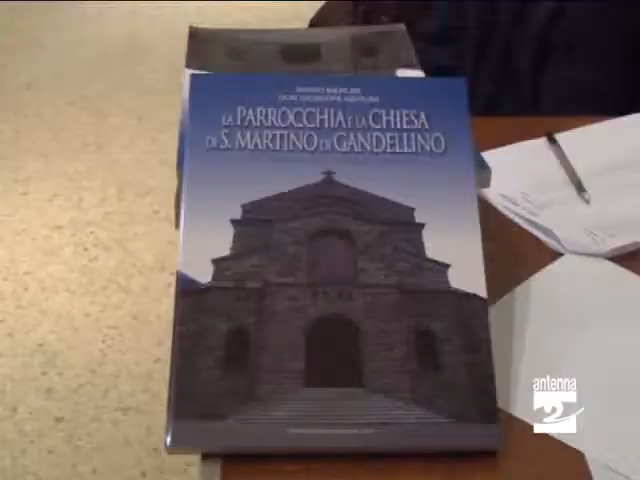 LA PARROCCHIA E LA CHIESA
DI S. MARTINO DI GANDELLINO
antenna
2